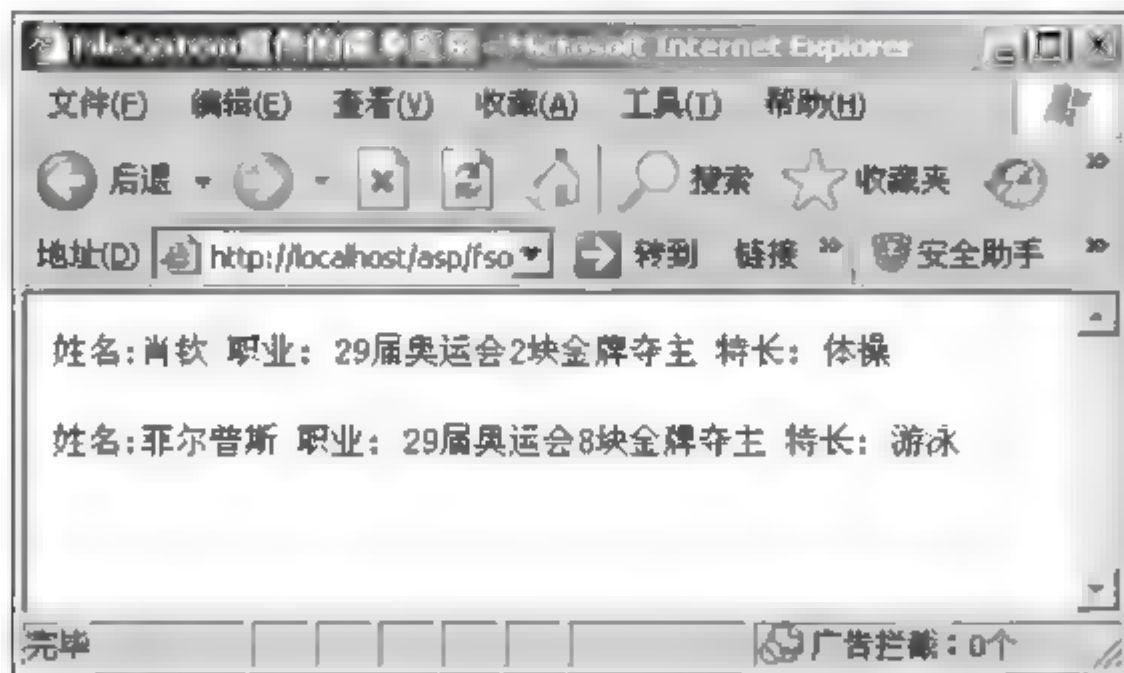 Microsoft Internet Explorer
文件(F) 编辑(E) 查看(V) 收藏(A) 工具(T) 帮助(H)
后退 搜索 收藏夹 »
地址(D) http://localhost/asp/fso 转到 链接 » 安全助手 »
姓名:肖钦 职业: 29届奥运会2块金牌夺主 特长: 体操
姓名:菲尔普斯 职业: 29届奥运会8块金牌夺主 特长: 游泳
完毕 广告拦截:0个